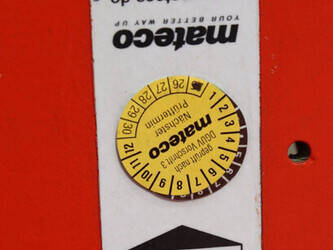 mateco
YOUR BETTER WAY UP
geprüft nach
DGUV Vorschrift 3
mateco
Nächster
Prüftermin
1 2 3 4 5 6 7 8 9 10 11 12
26 27 28 29 30